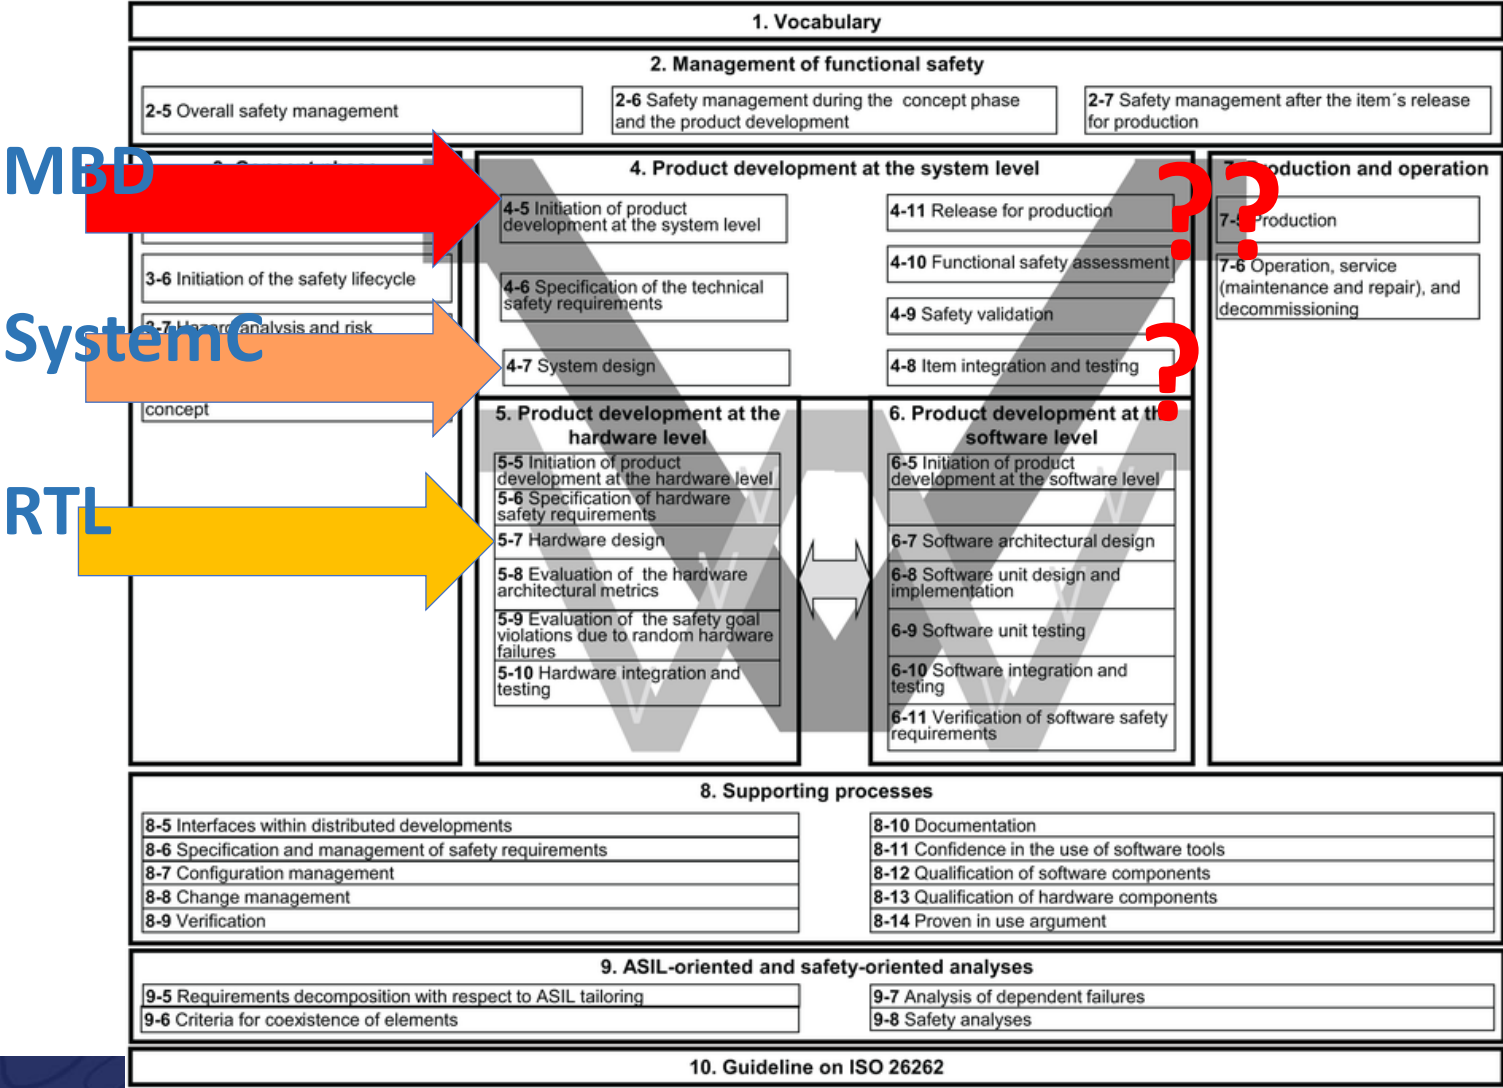 1. Vocabulary
2. Management of functional safety
2-5 Overall safety management
2-6 Safety management during the concept phase
and the product development
2-7 Safety management after the item´s release
for production
MBD
4. Product development at the system level
4-5 Initiation of product
development at the system level
4-6 Specification of the technical
safety requirements
4-7 System design
4-11 Release for production
4-10 Functional safety assessment
4-9 Safety validation
4-8 Item integration and testing
??
?
7. Production and operation
7-5 Production
7-6 Operation, service
(maintenance and repair), and
decommissioning
3-6 Initiation of the safety lifecycle
3-7 Hazard analysis and risk
SystemC
concept
RTL
5. Product development at the
hardware level
5-5 Initiation of product
development at the hardware level
5-6 Specification of hardware
safety requirements
5-7 Hardware design
5-8 Evaluation of the hardware
architectural metrics
5-9 Evaluation of the safety goal
violations due to random hardware
failures
5-10 Hardware integration and
testing
6. Product development at the
software level
6-5 Initiation of product
development at the software level
6-7 Software architectural design
6-8 Software unit design and
implementation
6-9 Software unit testing
6-10 Software integration and
testing
6-11 Verification of software safety
requirements
8. Supporting processes
8-5 Interfaces within distributed developments
8-6 Specification and management of safety requirements
8-7 Configuration management
8-8 Change management
8-9 Verification
8-10 Documentation
8-11 Confidence in the use of software tools
8-12 Qualification of software components
8-13 Qualification of hardware components
8-14 Proven in use argument
9. ASIL-oriented and safety-oriented analyses
9-5 Requirements decomposition with respect to ASIL tailoring
9-6 Criteria for coexistence of elements
9-7 Analysis of dependent failures
9-8 Safety analyses
10. Guideline on ISO 26262